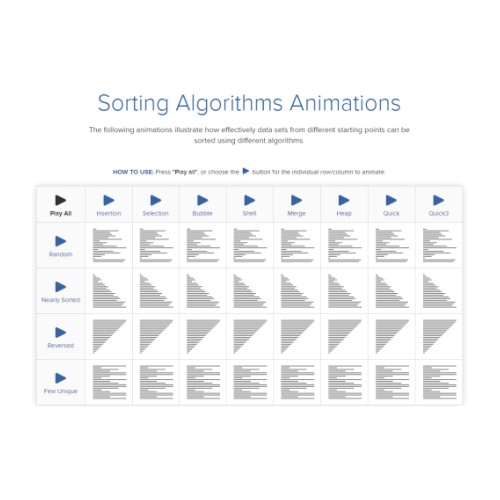 Sorting Algorithms Animations
The following animations illustrate how effectively data sets from different starting points can be
sorted using different algorithms.
HOW TO USE: Press "Play all", or choose the button for the individual row/column to animate.
Play All Insertion Selection Bubble Shell Merge Heap Quick Quick3
Random
Nearly Sorted
Reversed
Few Unique